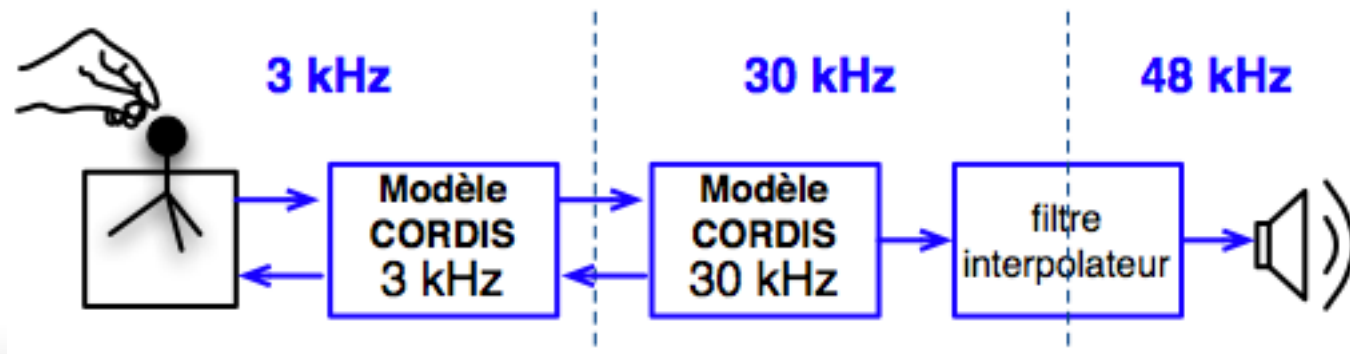 3 kHz
30 kHz
48 kHz
Modèle
CORDIS
3 kHz
Modèle
CORDIS
30 kHz
filtre
interpolateur